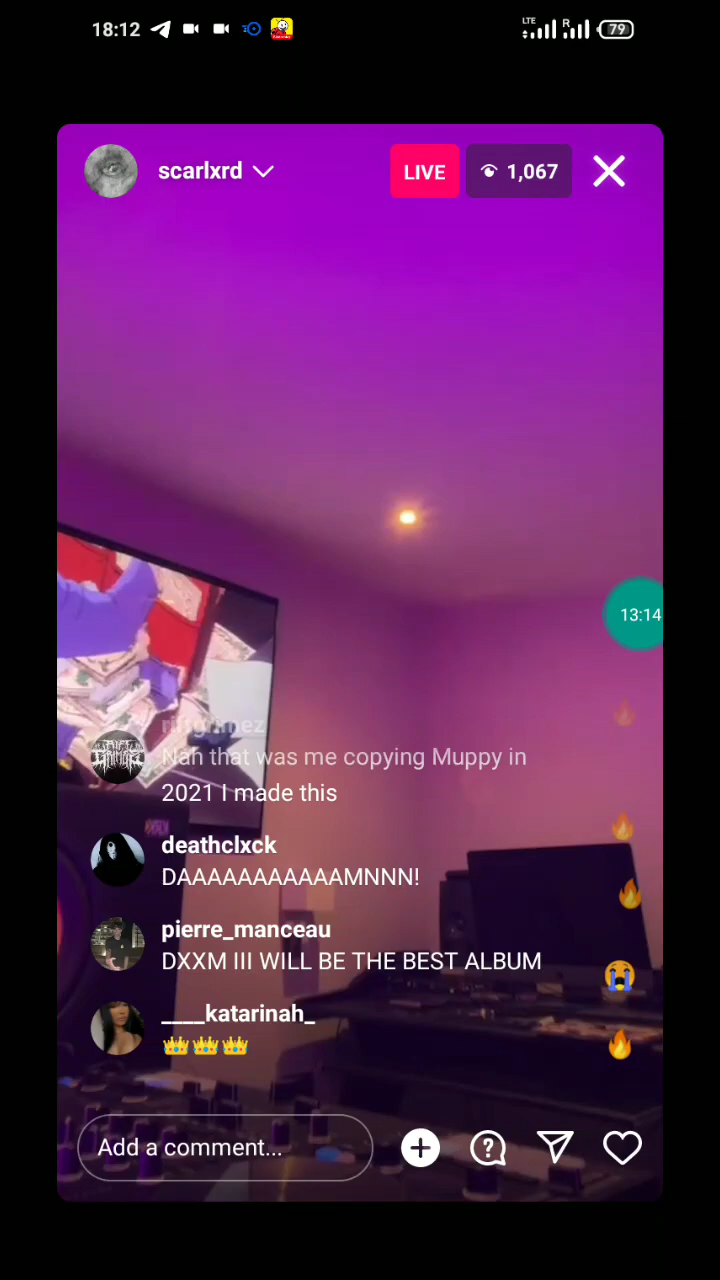 18:12
LTE
R
79
scarlxrd
LIVE
1,067
13:14
Nah that was me copying Muppy in
2021 I made this
deathclxck
DAAAAAAAAAAAMNNN!
pierre_manceau
DXXM III WILL BE THE BEST ALBUM
____katarinah_
Add a comment...